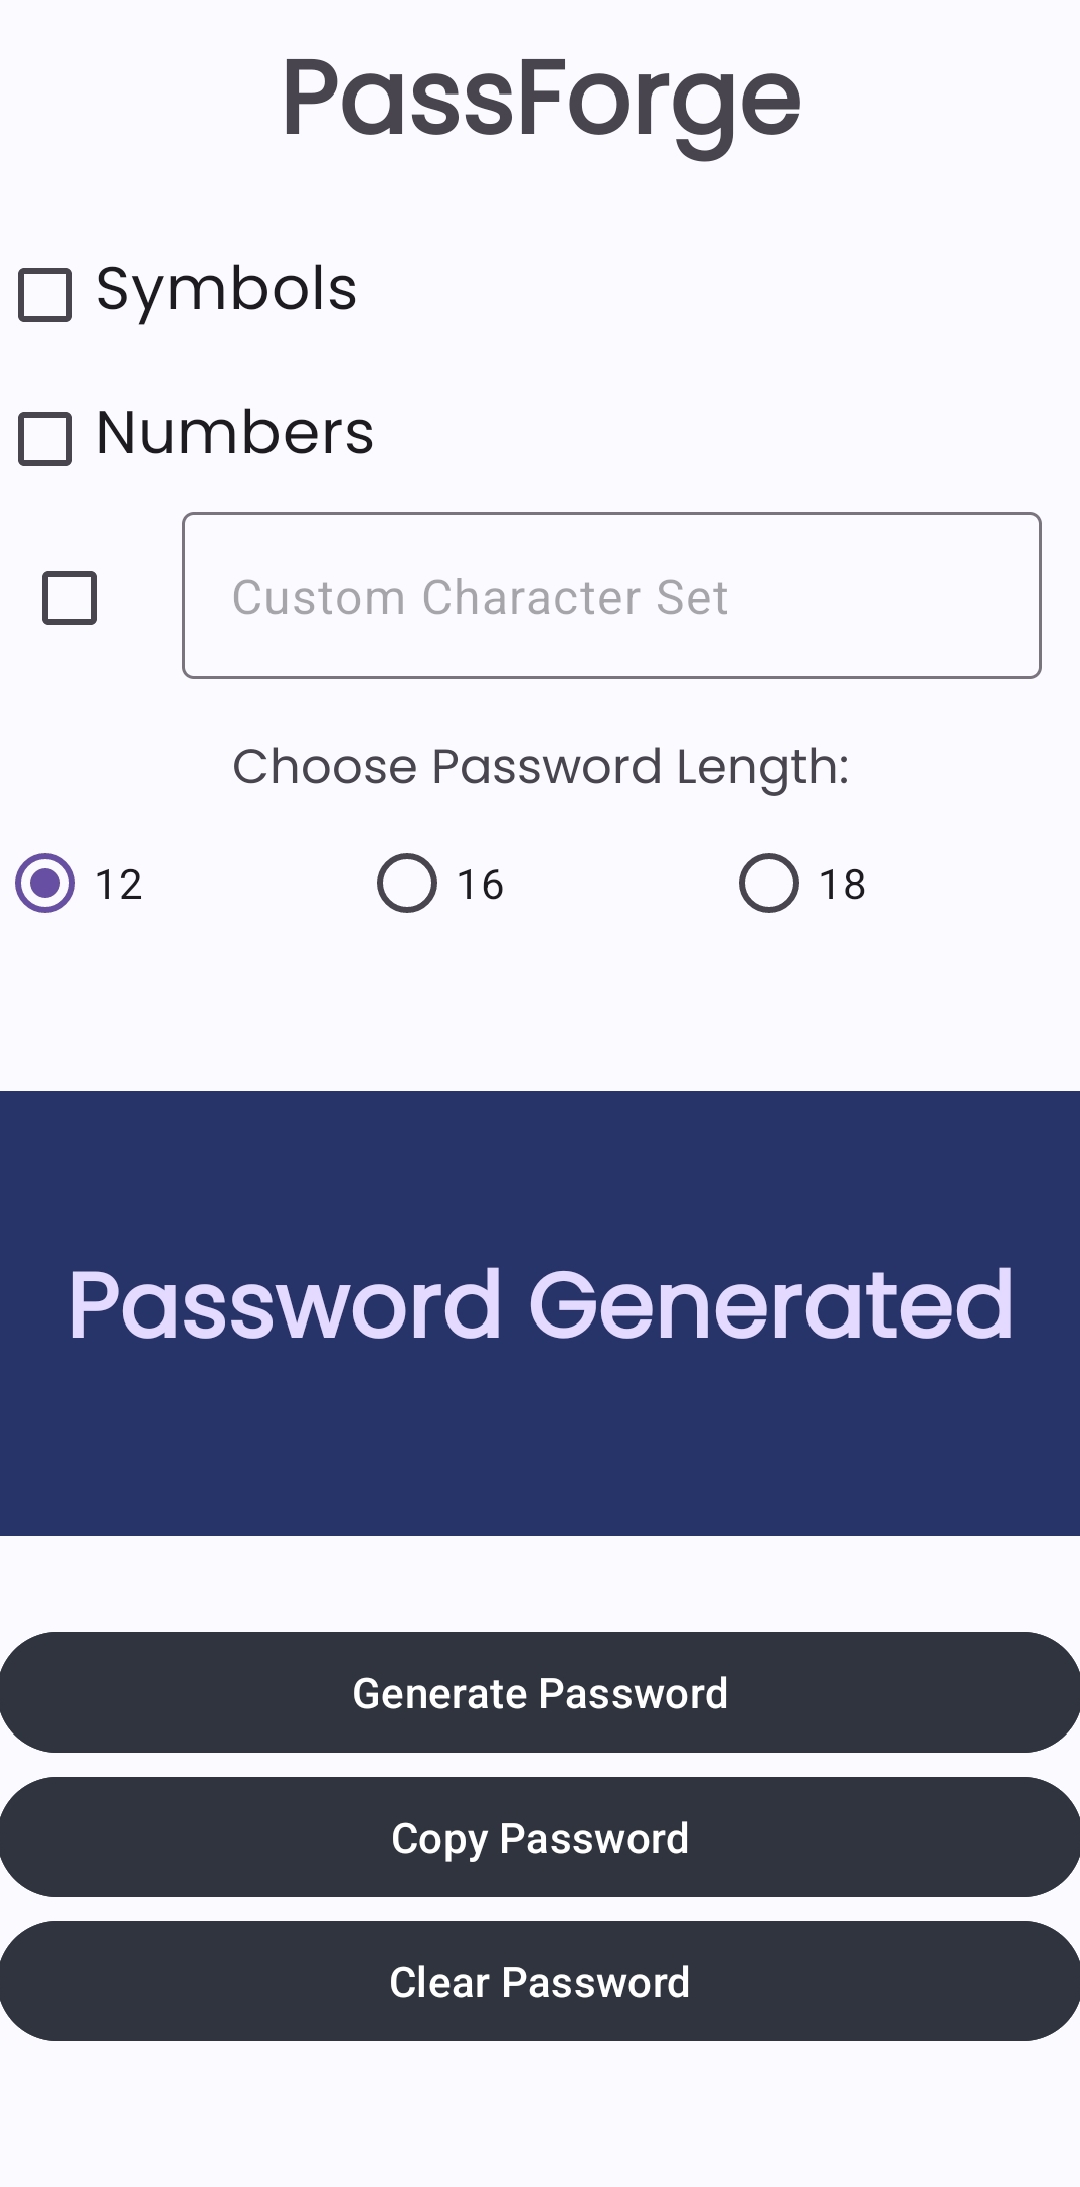 PassForge
Symbols
Numbers
Custom Character Set
Choose Password Length:
12 16 18
Password Generated
Generate Password
Copy Password
Clear Password